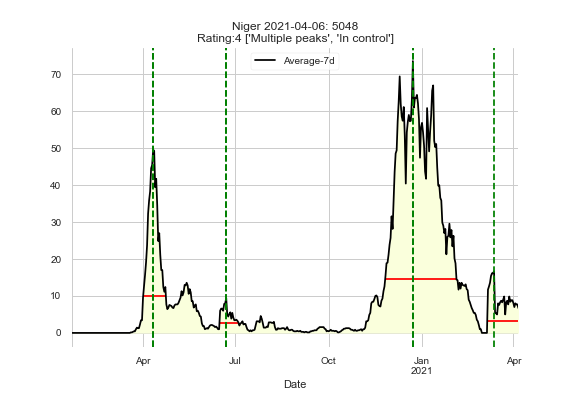 Niger 2021-04-06: 5048
Rating:4 ['Multiple peaks', 'In control']
Average-7d
70
60
50
40
30
20
10
0
Apr
Jul
Oct
Jan
2021
Apr
Date